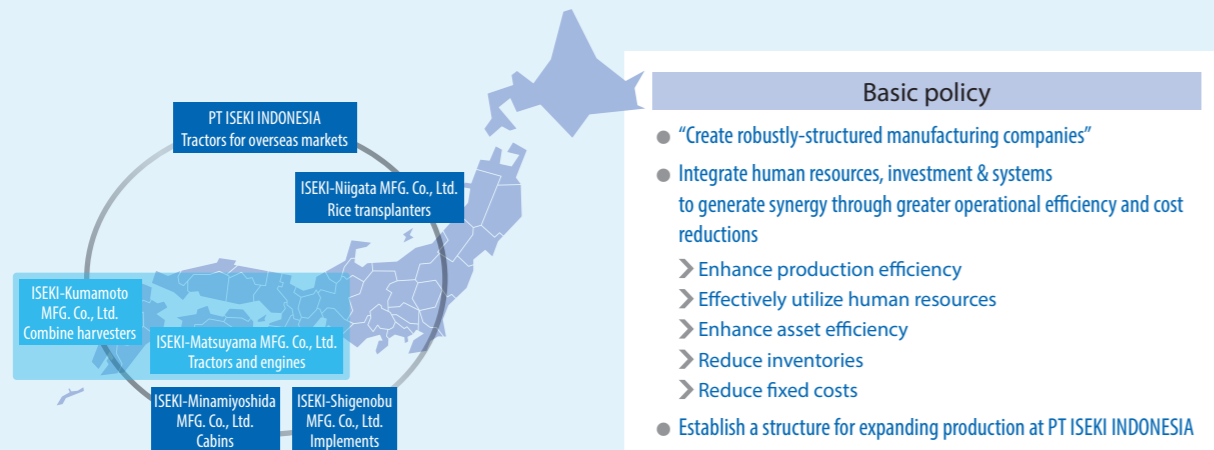 PT ISEKI INDONESIA
Tractors for overseas markets
ISEKI-Niigata MFG. Co., Ltd.
Rice transplanters
ISEKI-Kumamoto
MFG. Co., Ltd.
Combine harvesters
ISEKI-Matsuyama MFG. Co., Ltd.
Tractors and engines
ISEKI-Minamiyoshida
MFG. Co., Ltd.
Cabins
ISEKI-Shigenobu
MFG. Co., Ltd.
Implements
Basic policy
● “Create robustly-structured manufacturing companies”
● Integrate human resources, investment & systems
to generate synergy through greater operational efficiency and cost
reductions
Enhance production efficiency
Effectively utilize human resources
Enhance asset efficiency
Reduce inventories
Reduce fixed costs
● Establish a structure for expanding production at PT ISEKI INDONESIA